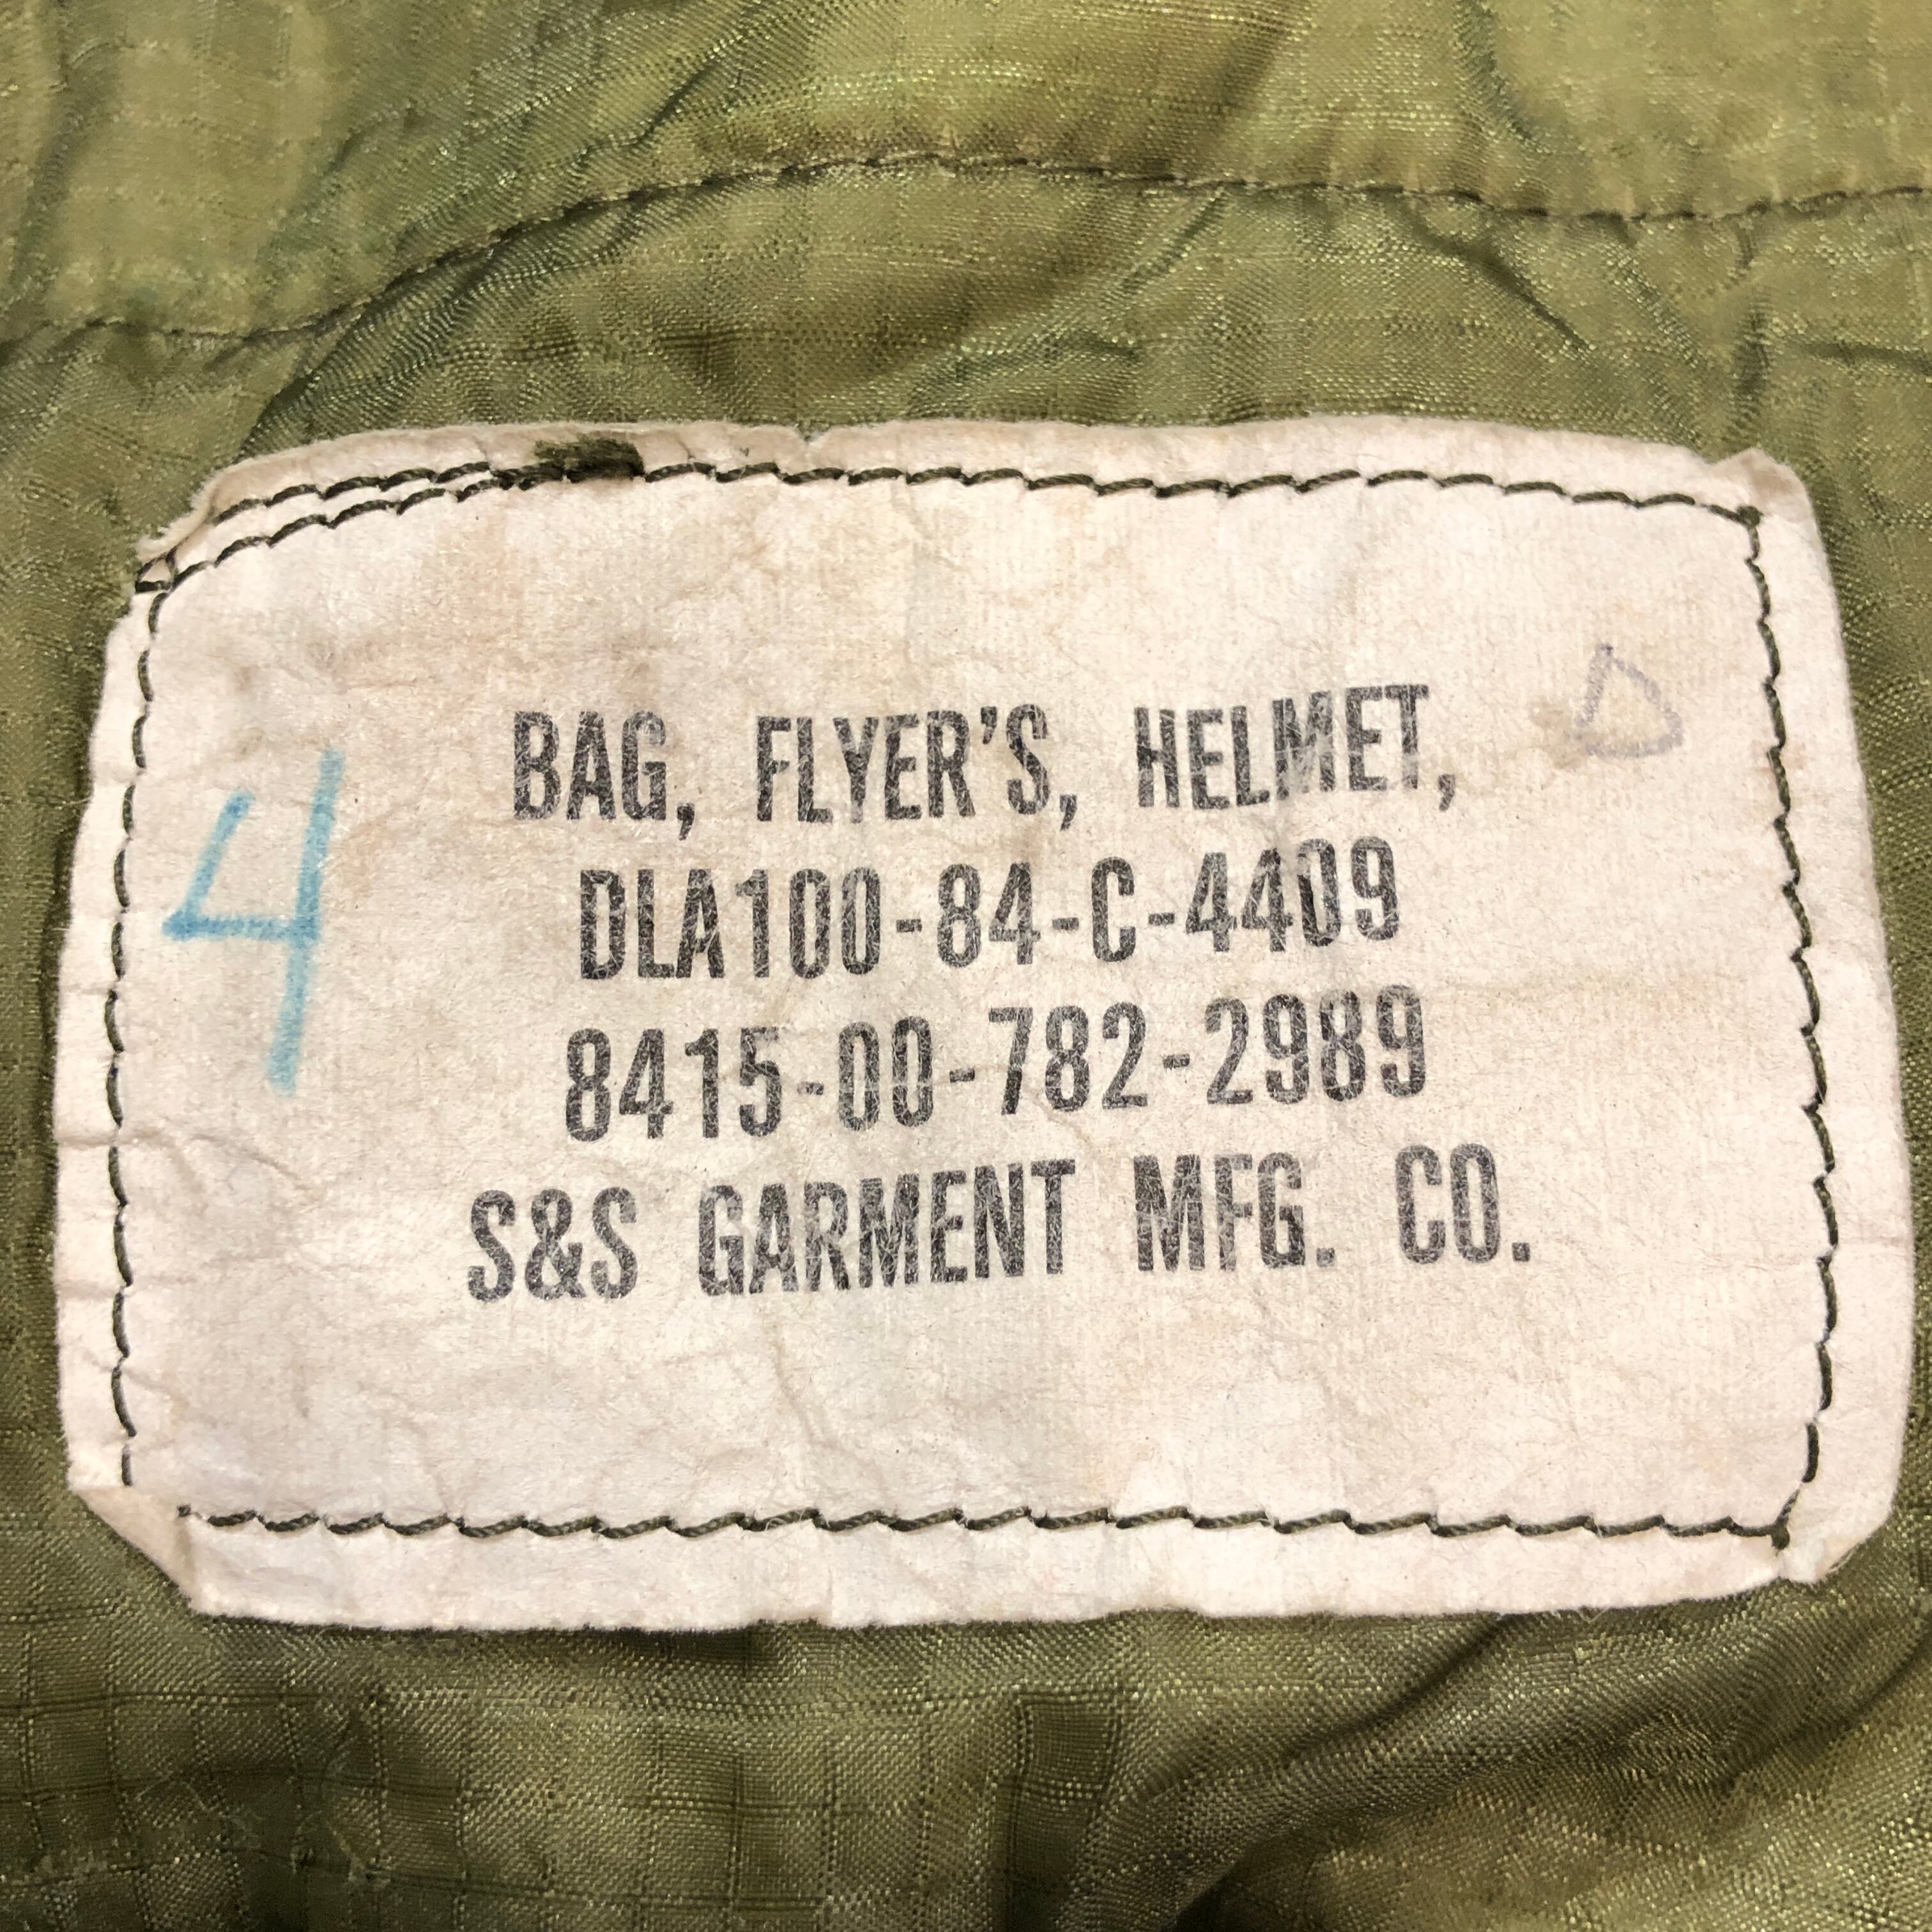 BAG, FLYER'S, HELMET,
DLA100-84-C-4409
8415-00-782-2989
S&S GARMENT MFG. CO.
4
D